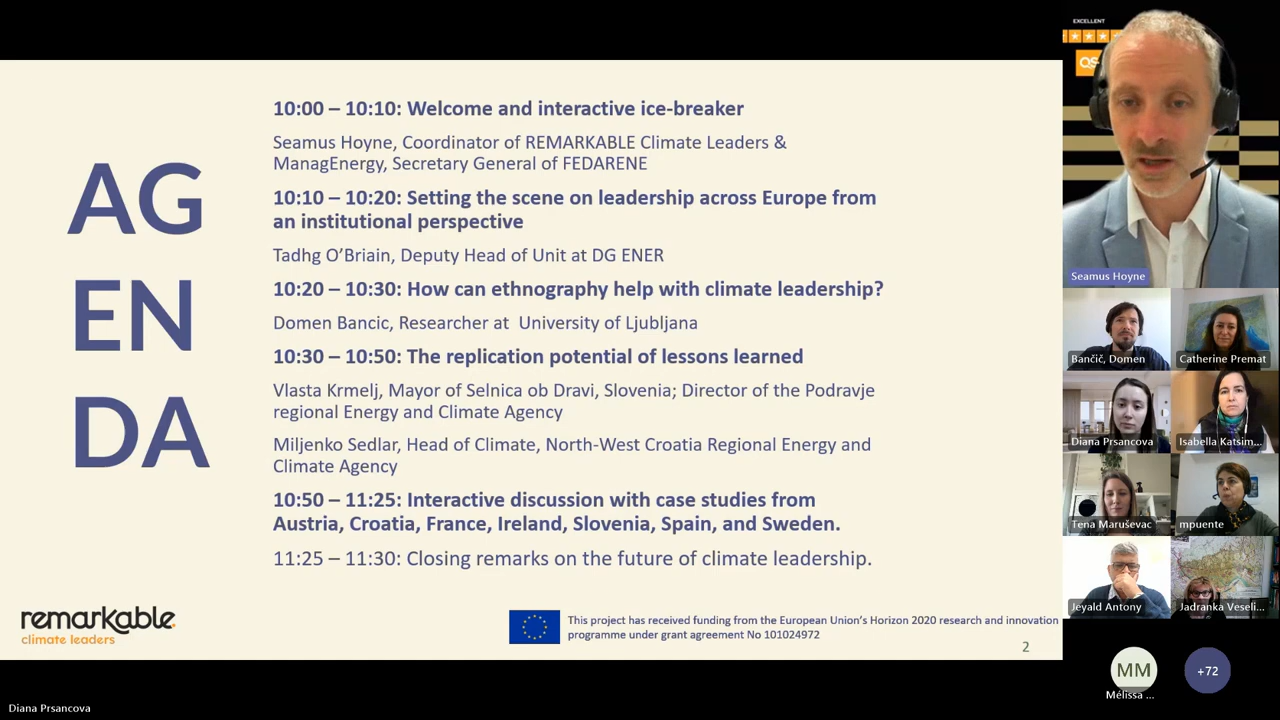 AG
EN
DA
10:00 – 10:10: Welcome and interactive ice-breaker
Seamus Hoyne, Coordinator of REMARKABLE Climate Leaders &
ManagEnergy, Secretary General of FEDARENE
10:10 – 10:20: Setting the scene on leadership across Europe from
an institutional perspective
Tadhg O’Briain, Deputy Head of Unit at DG ENER
10:20 – 10:30: How can ethnography help with climate leadership?
Domen Bancic, Researcher at  University of Ljubljana
10:30 – 10:50: The replication potential of lessons learned
Vlasta Krmelj, Mayor of Selnica ob Dravi, Slovenia; Director of the Podravje
regional Energy and Climate Agency
Miljenko Sedlar, Head of Climate, North-West Croatia Regional Energy and
Climate Agency
10:50 – 11:25: Interactive discussion with case studies from
Austria, Croatia, France, Ireland, Slovenia, Spain, and Sweden.
11:25 – 11:30: Closing remarks on the future of climate leadership.
remarkable.
climate leaders
This project has received funding from the European Union’s Horizon 2020 research and innovation
programme under grant agreement No 101024972
2
Diana Prsancova
EXCELLENT
QS
Seamus Hoyne
Bančič, Domen
Catherine Premat
Diana Prsancova
Isabella Katsim...
Tena Maruševac
mpuente
Jeyald Antony
Jadranka Veseli...
MM
Mélissa ...
+72